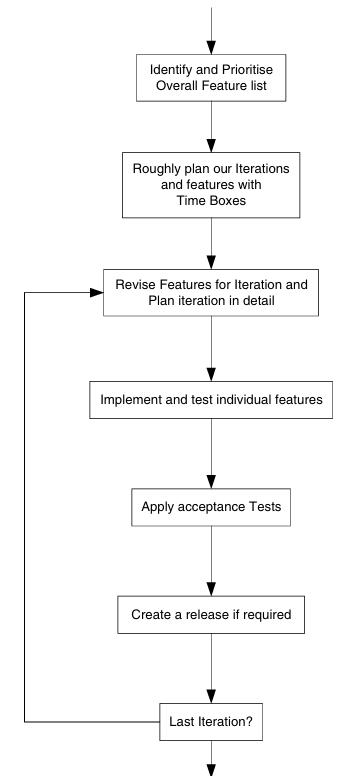 Identify and Prioritise
Overall Feature list
Roughly plan our Iterations
and features with
Time Boxes
Revise Features for Iteration and
Plan iteration in detail
Implement and test individual features
Apply acceptance Tests
Create a release if required
Last Iteration?